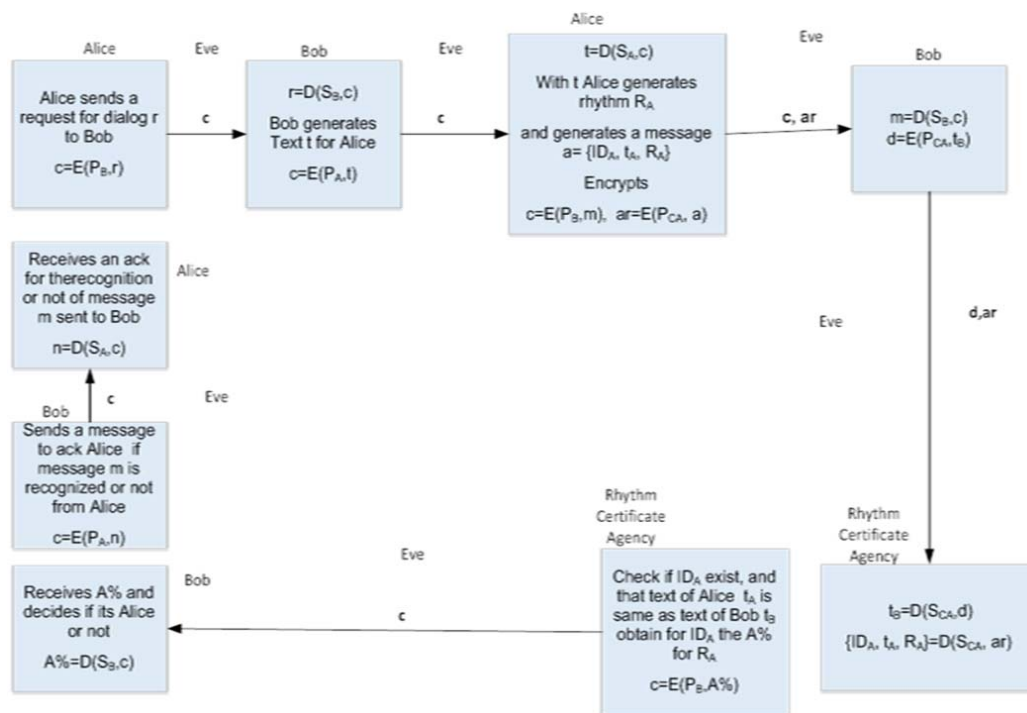 Alice
Eve
Bob
Eve
Alice
Eve
Bob
Alice sends a
request for dialog r
to Bob
c=E(P_B,r)
c
r=D(S_B,c)
Bob generates
Text t for Alice
c=E(P_A,t)
c
t=D(S_A,c)
With t Alice generates
rhythm R_A
and generates a message
a= {ID_A, t_A, R_A}
Encrypts
c=E(P_B,m), ar=E(P_CA, a)
c, ar
m=D(S_B,c)
d=E(P_CA,t_B)
d,ar
Eve
Rhythm
Certificate
Agency
t_B=D(S_CA,d)
{ID_A, t_A, R_A}=D(S_CA, ar)
Rhythm
Certificate
Agency
Check if ID_A exist, and
that text of Alice t_A is
same as text of Bob t_B
obtain for ID_A the A%
for R_A
c=E(P_B,A%)
Eve
c
Bob
Receives A% and
decides if its Alice
or not
A%=D(S_B,c)
Bob
Sends a message
to ack Alice if
message m is
recognized or not
from Alice
c=E(P_A,n)
c
Eve
Alice
Receives an ack
for therecognition
or not of message
m sent to Bob
n=D(S_A,c)